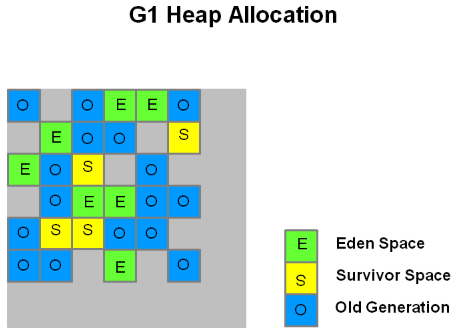 G1 Heap Allocation
O O E E O
E O O S
E O S O
O E E O O
O S S O O
O O E O
E Eden Space
S Survivor Space
O Old Generation